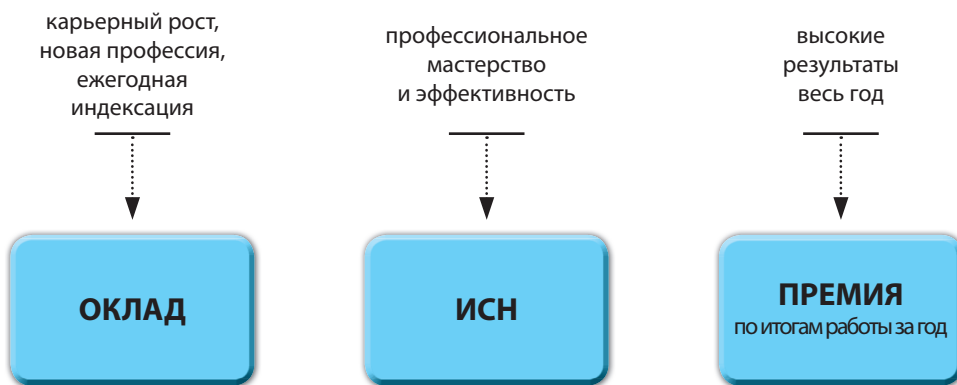 карьерный рост,
новая профессия,
ежегодная
индексация
профессиональное
мастерство
и эффективность
высокие
результаты
весь год
ОКЛАД
ИСН
ПРЕМИЯ
по итогам работы за год